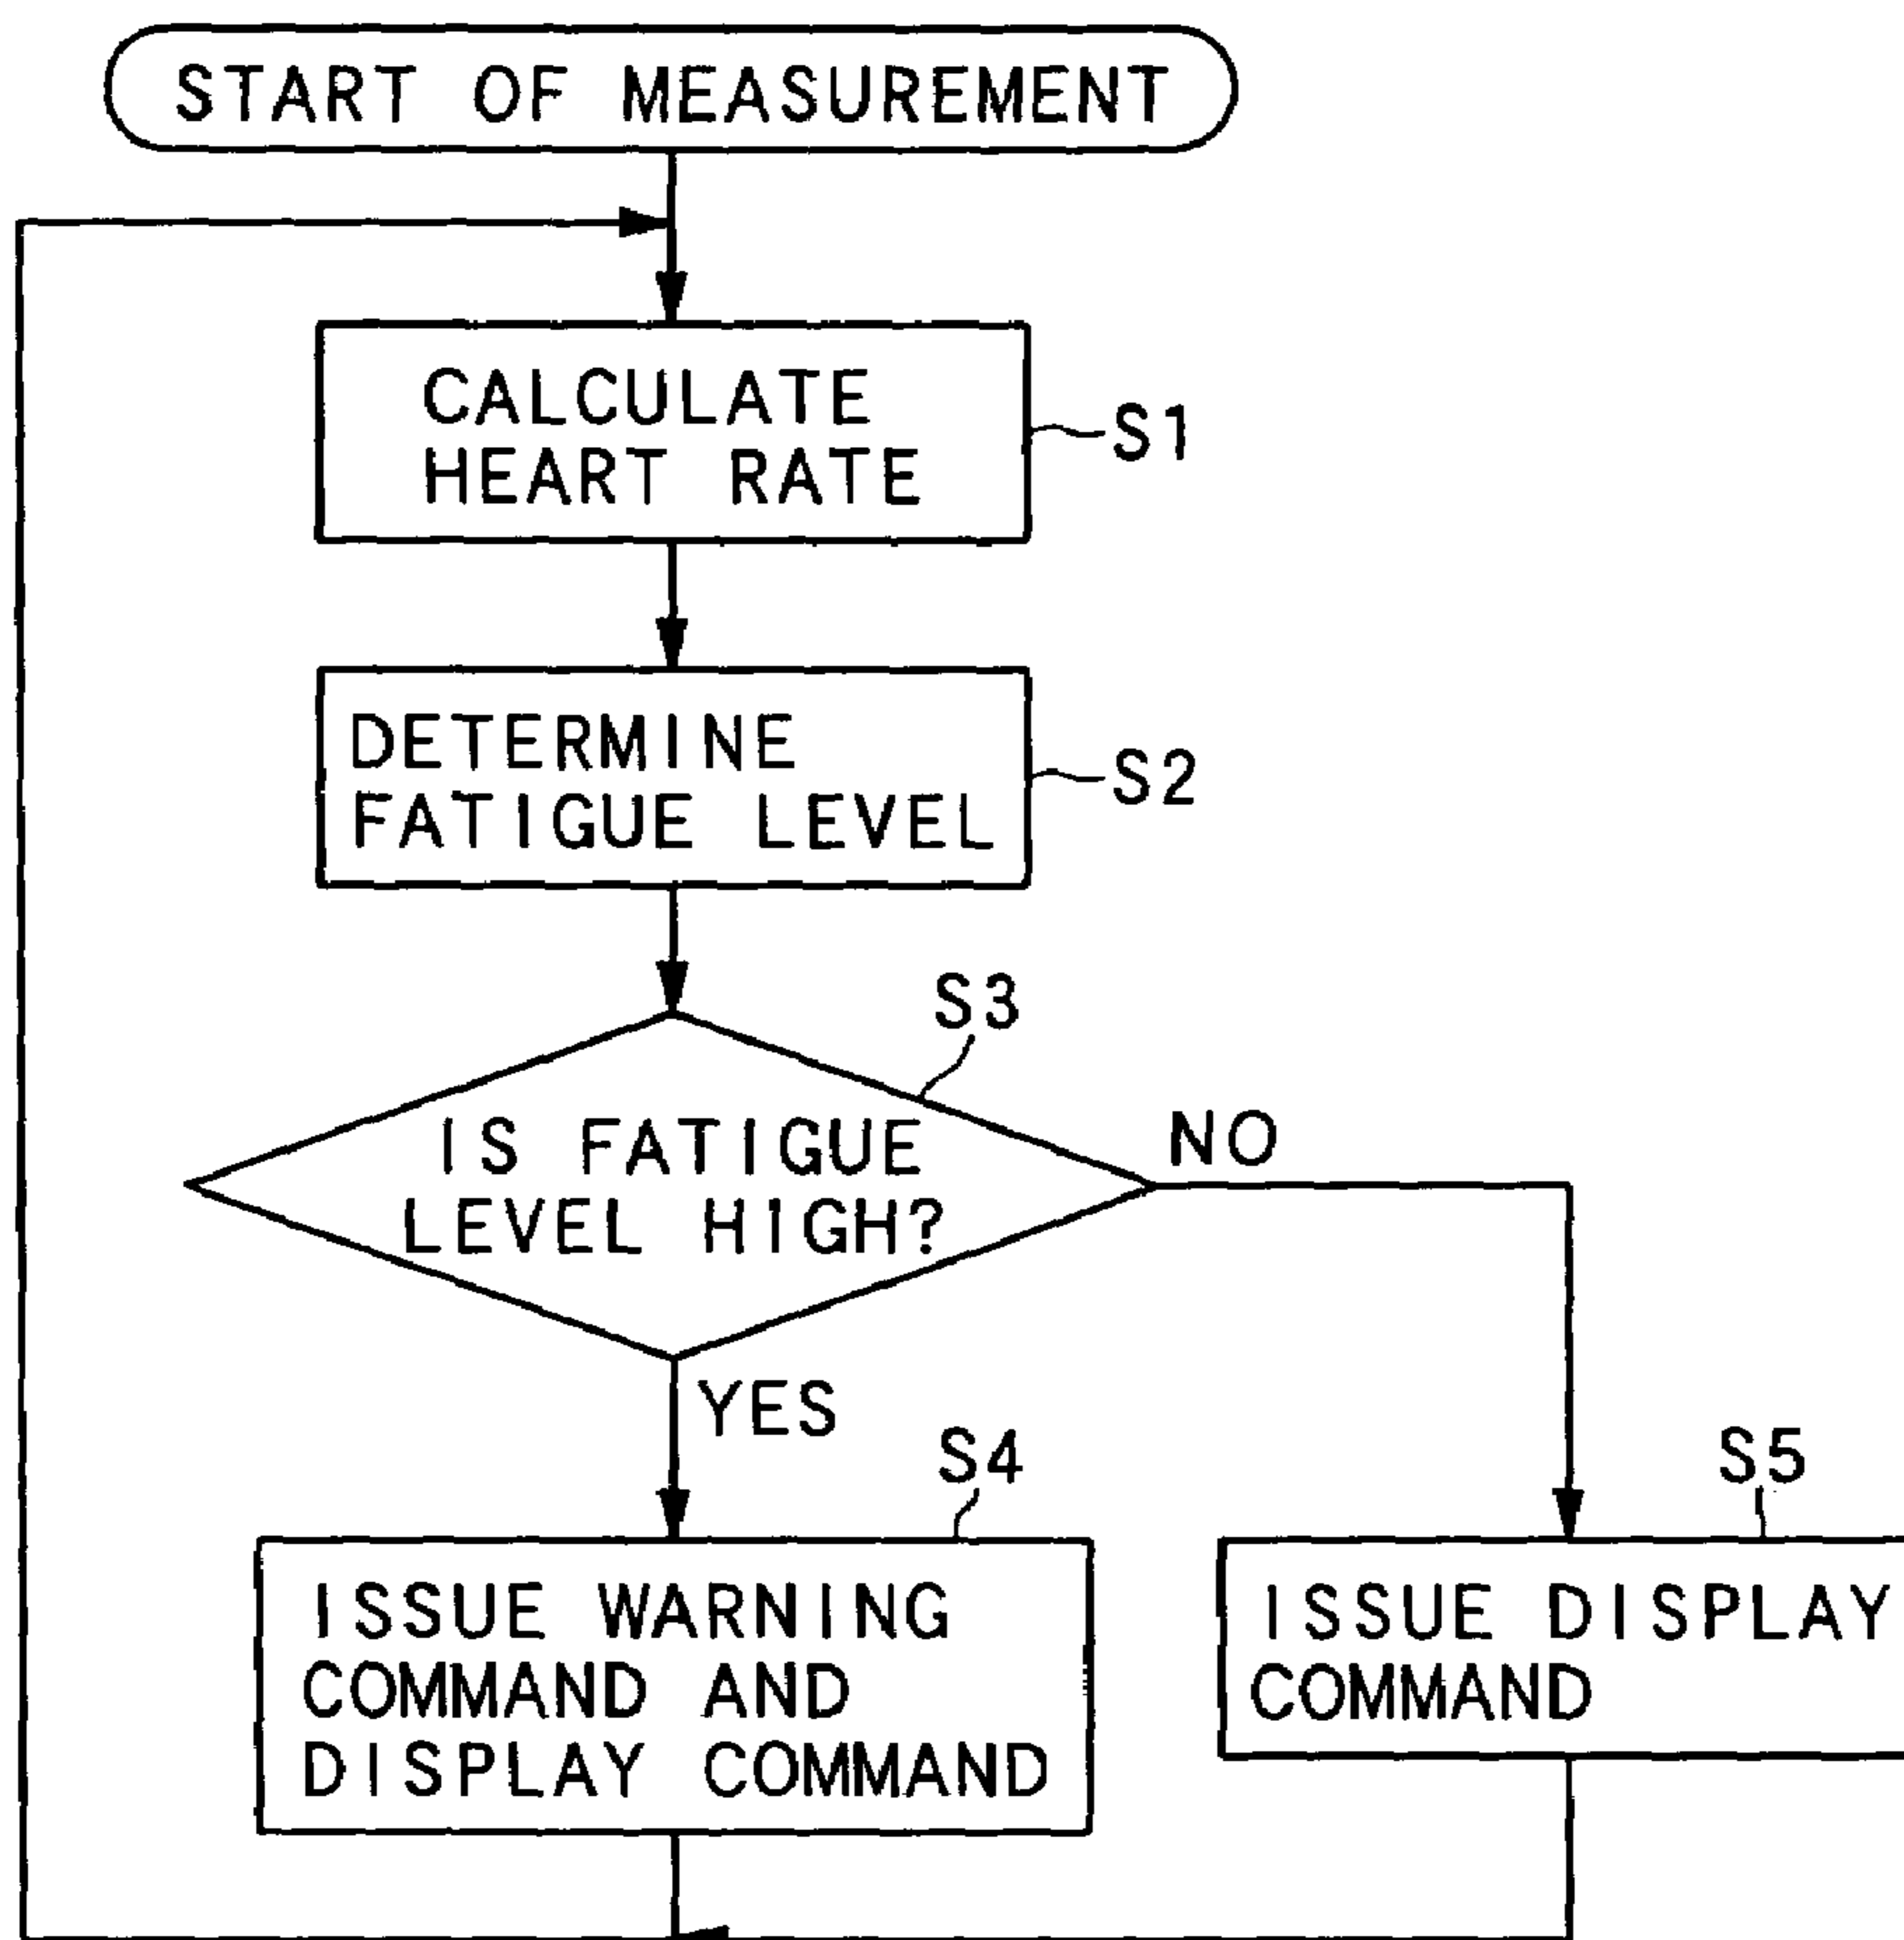 START OF MEASUREMENT
CALCULATE
HEART RATE
S1
DETERMINE
FATIGUE LEVEL
S2
S3
IS FATIGUE
LEVEL HIGH?
NO
YES
S4
ISSUE WARNING
COMMAND AND
DISPLAY COMMAND
S5
ISSUE DISPLAY
COMMAND